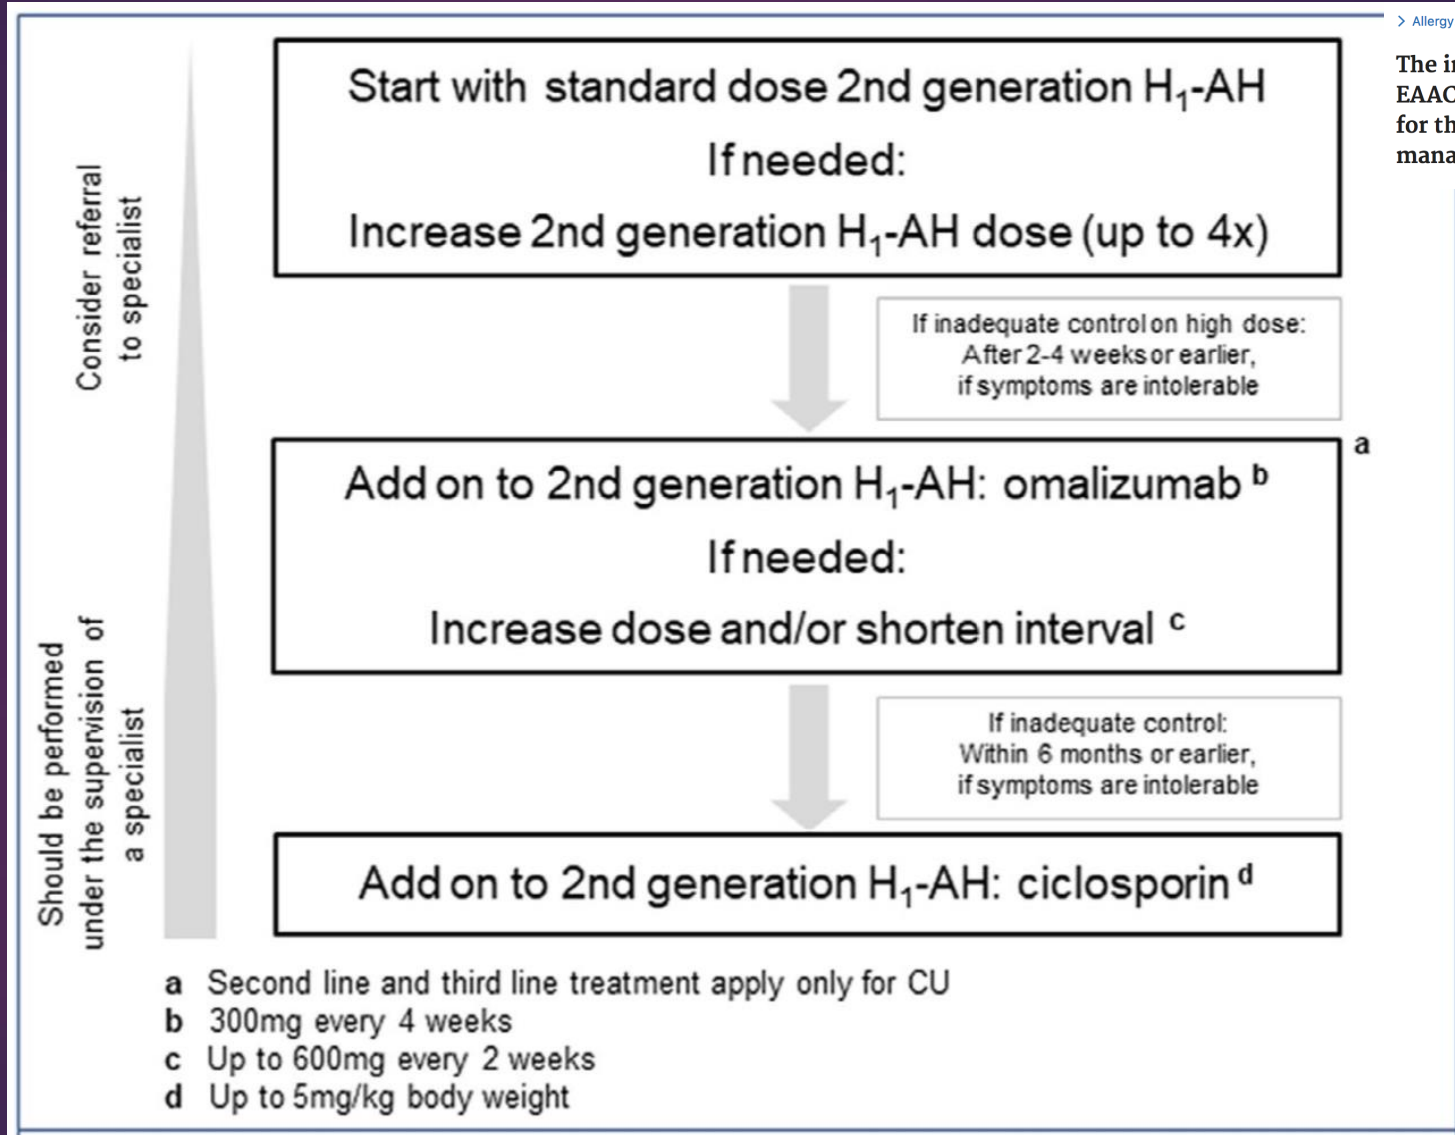 > Allergy
The
EAAC
for
Consider referral
to specialist
Start with standard dose 2nd generation H₁-AH
If needed:
Increase 2nd generation H₁-AH dose (up to 4x)
If inadequate control on high dose:
After 2-4 weeks or earlier,
if symptoms are intolerable
a
Add on to 2nd generation H₁-AH: omalizumab b
If needed:
Increase dose and/or shorten interval c
Should be performed
under the supervision of
a specialist
If inadequate control:
Within 6 months or earlier,
if symptoms are intolerable
Add on to 2nd generation H₁-AH: ciclosporin d
a Second line and third line treatment apply only for CU
b 300mg every 4 weeks
c Up to 600mg every 2 weeks
d Up to 5mg/kg body weight